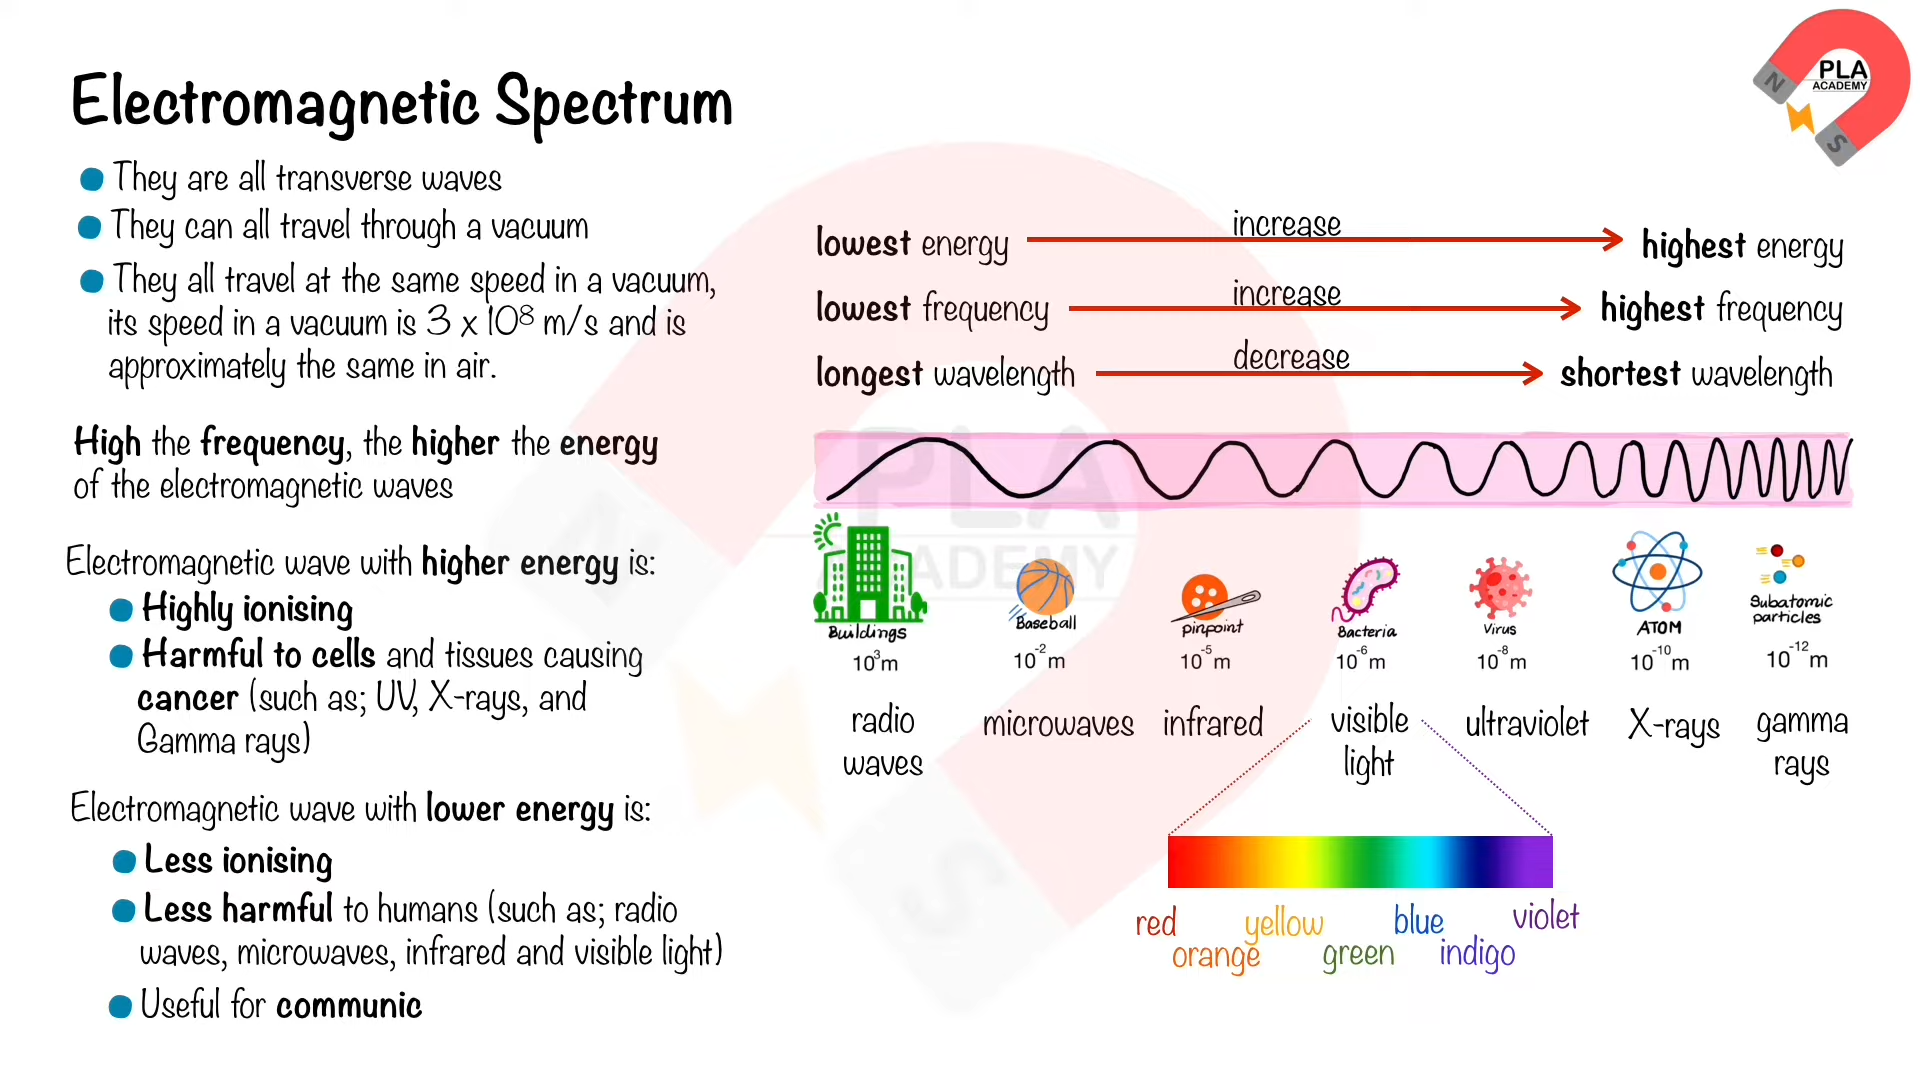 Electromagnetic Spectrum
They are all transverse waves
They can all travel through a vacuum
They all travel at the same speed in a vacuum,
its speed in a vacuum is 3 x 10⁸ m/s and is
approximately the same in air.
High the frequency, the higher the energy
of the electromagnetic waves
Electromagnetic wave with higher energy is:
Highly ionising
Harmful to cells and tissues causing
cancer (such as; UV, X-rays, and
Gamma rays)
Electromagnetic wave with lower energy is:
Less ionising
Less harmful to humans (such as; radio
waves, microwaves, infrared and visible light)
Useful for communic
N
PLA
ACADEMY
S
lowest energy increase highest energy
lowest frequency increase highest frequency
longest wavelength decrease shortest wavelength
N
PLA
ACADEMY
S
Buildings Baseball pinpoint Bacteria Virus ATOM Subatomic
particles
10³m 10⁻²m 10⁻⁵m 10⁻⁶m 10⁻⁸m 10⁻¹⁰m 10⁻¹²m
radio microwaves infrared visible ultraviolet X-rays gamma
waves light rays
red yellow blue violet
orange green indigo